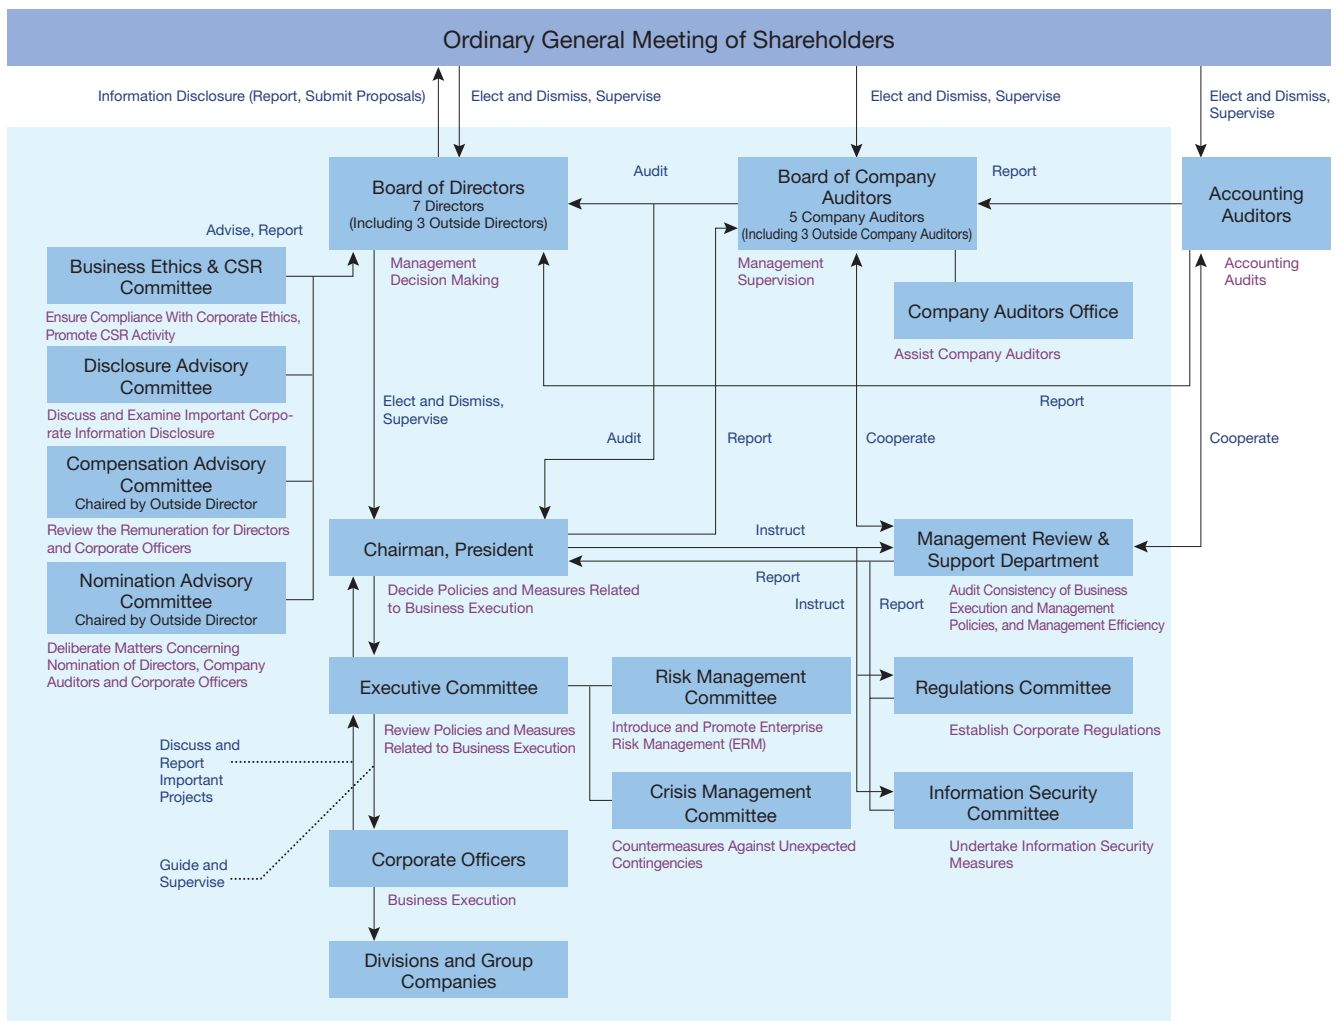 Ordinary General Meeting of Shareholders
Information Disclosure (Report, Submit Proposals)
Elect and Dismiss, Supervise
Elect and Dismiss, Supervise
Elect and Dismiss,
Supervise
Board of Directors
7 Directors
(Including 3 Outside Directors)
Management
Decision Making
Audit
Board of Company
Auditors
5 Company Auditors
(Including 3 Outside Company Auditors)
Management
Supervision
Report
Accounting
Auditors
Accounting
Audits
Advise, Report
Business Ethics & CSR
Committee
Ensure Compliance With Corporate Ethics,
Promote CSR Activity
Company Auditors Office
Assist Company Auditors
Disclosure Advisory
Committee
Discuss and Examine Important Corpo-
rate Information Disclosure
Elect and Dismiss,
Supervise
Report
Audit
Report
Cooperate
Cooperate
Compensation Advisory
Committee
Chaired by Outside Director
Review the Remuneration for Directors
and Corporate Officers
Chairman, President
Decide Policies and Measures Related
to Business Execution
Instruct
Report
Instruct
Report
Management Review &
Support Department
Audit Consistency of Business
Execution and Management
Policies, and Management Efficiency
Nomination Advisory
Committee
Chaired by Outside Director
Deliberate Matters Concerning
Nomination of Directors, Company
Auditors and Corporate Officers
Executive Committee
Review Policies and Measures
Related to Business Execution
Risk Management
Committee
Introduce and Promote Enterprise
Risk Management (ERM)
Regulations Committee
Establish Corporate Regulations
Discuss and
Report
Important
Projects
Crisis Management
Committee
Countermeasures Against Unexpected
Contingencies
Information Security
Committee
Undertake Information Security
Measures
Guide and
Supervise
Corporate Officers
Business Execution
Divisions and Group
Companies